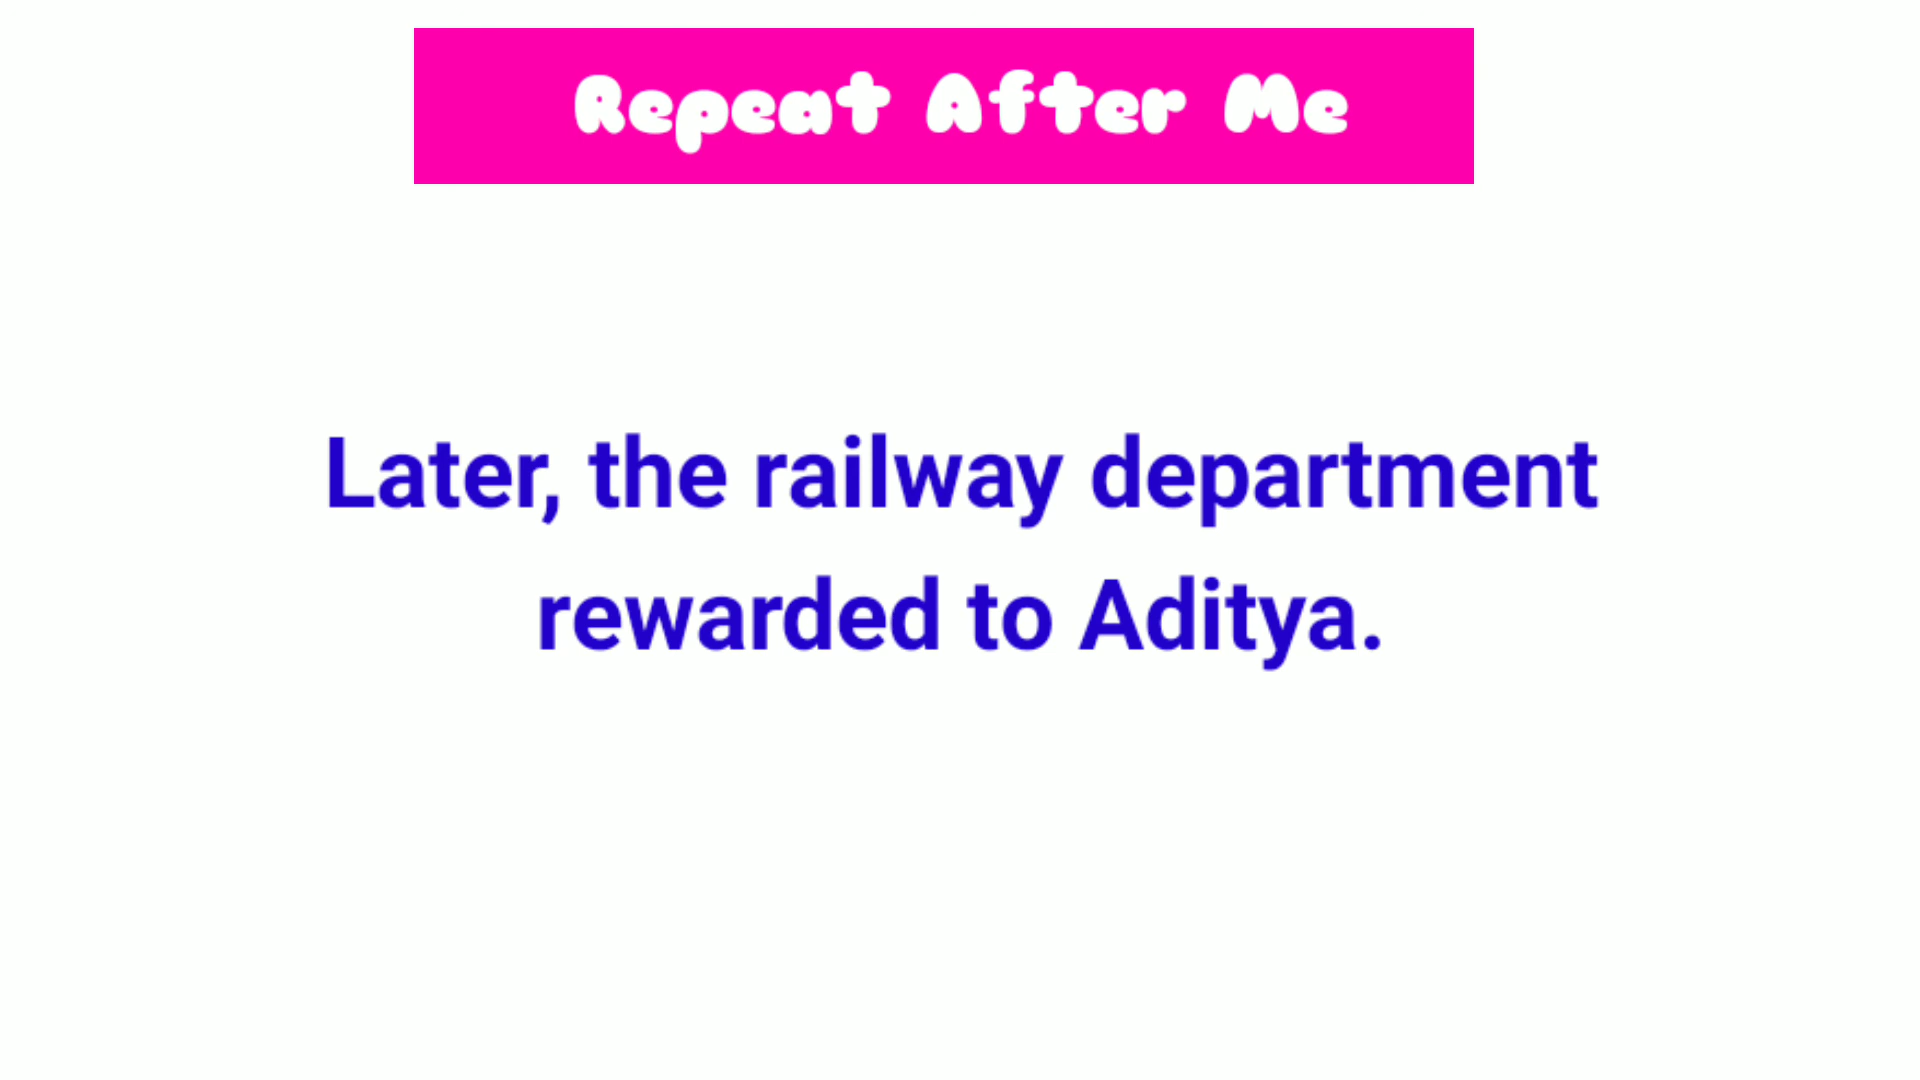 Repeat After Me
Later, the railway department
rewarded to Aditya.